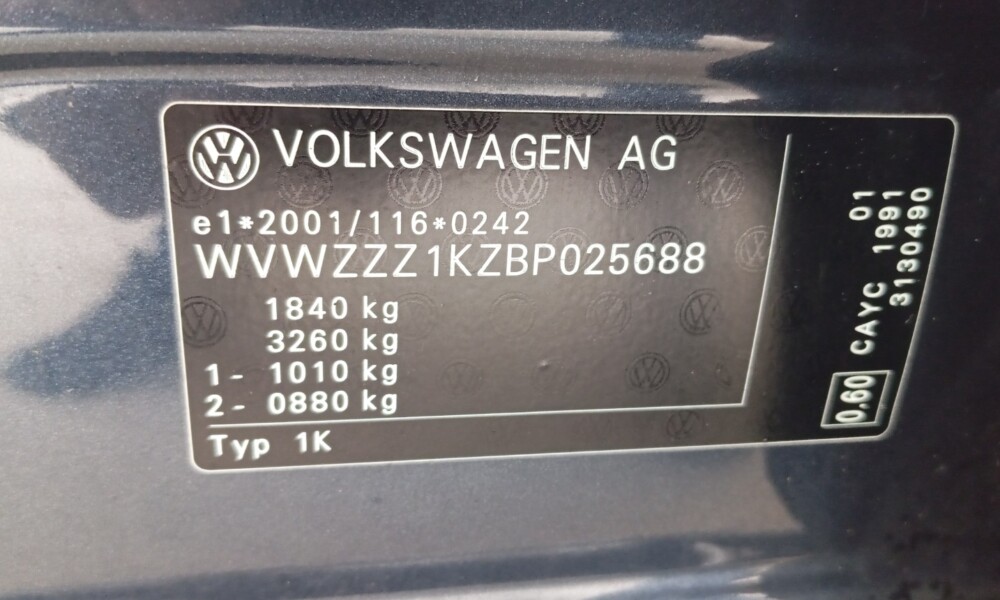 VOLKSWAGEN AG
e1*2001/116*0242
WVWZZZ1KZBP025688
1840 kg
3260 kg
1- 1010 kg
2- 0880 kg
Typ 1K
01
0.60 CAYC 1991
3130490